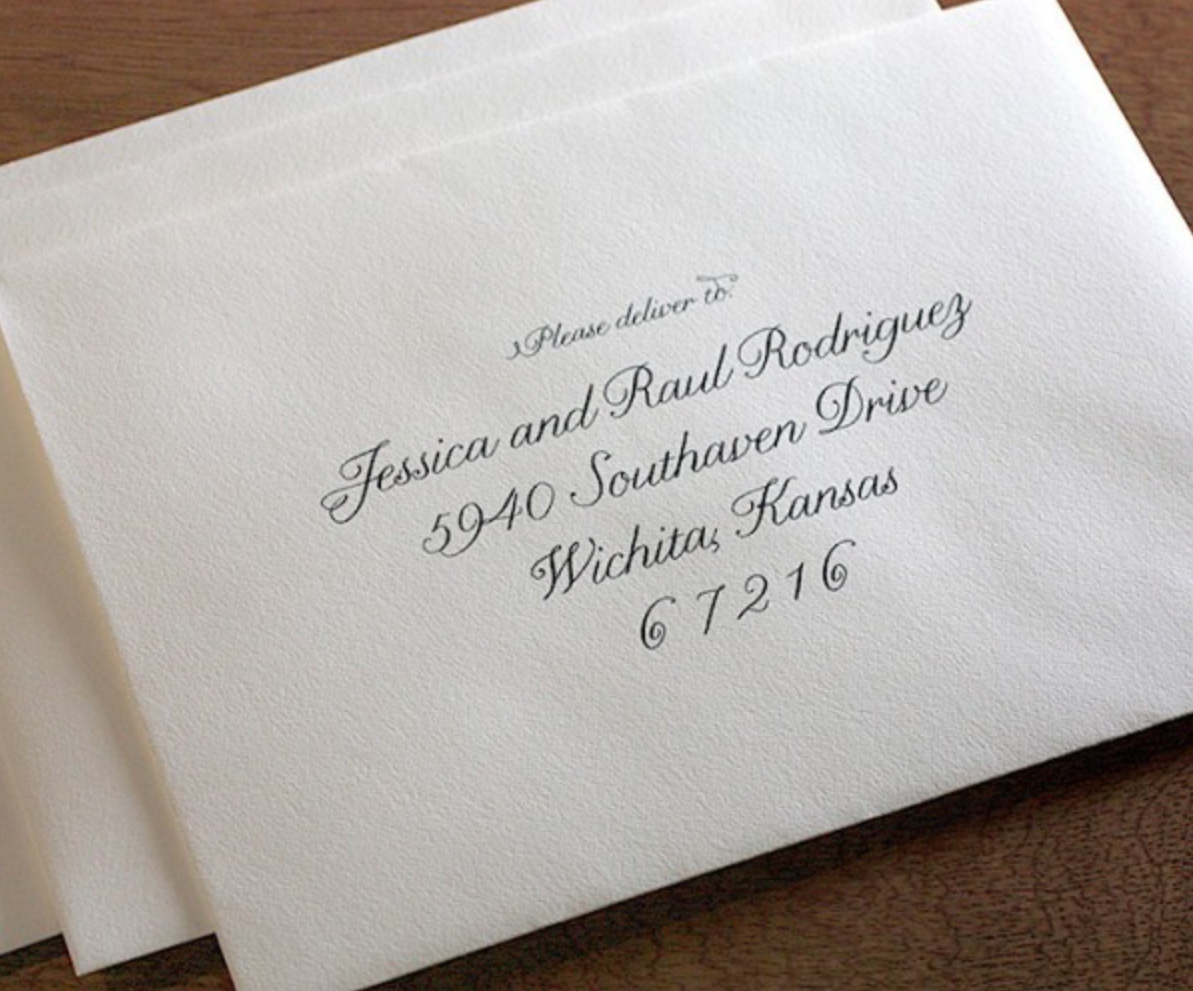 Please deliver to:
Jessica and Raul Rodriguez
5940 Southaven Drive
Wichita, Kansas
67216